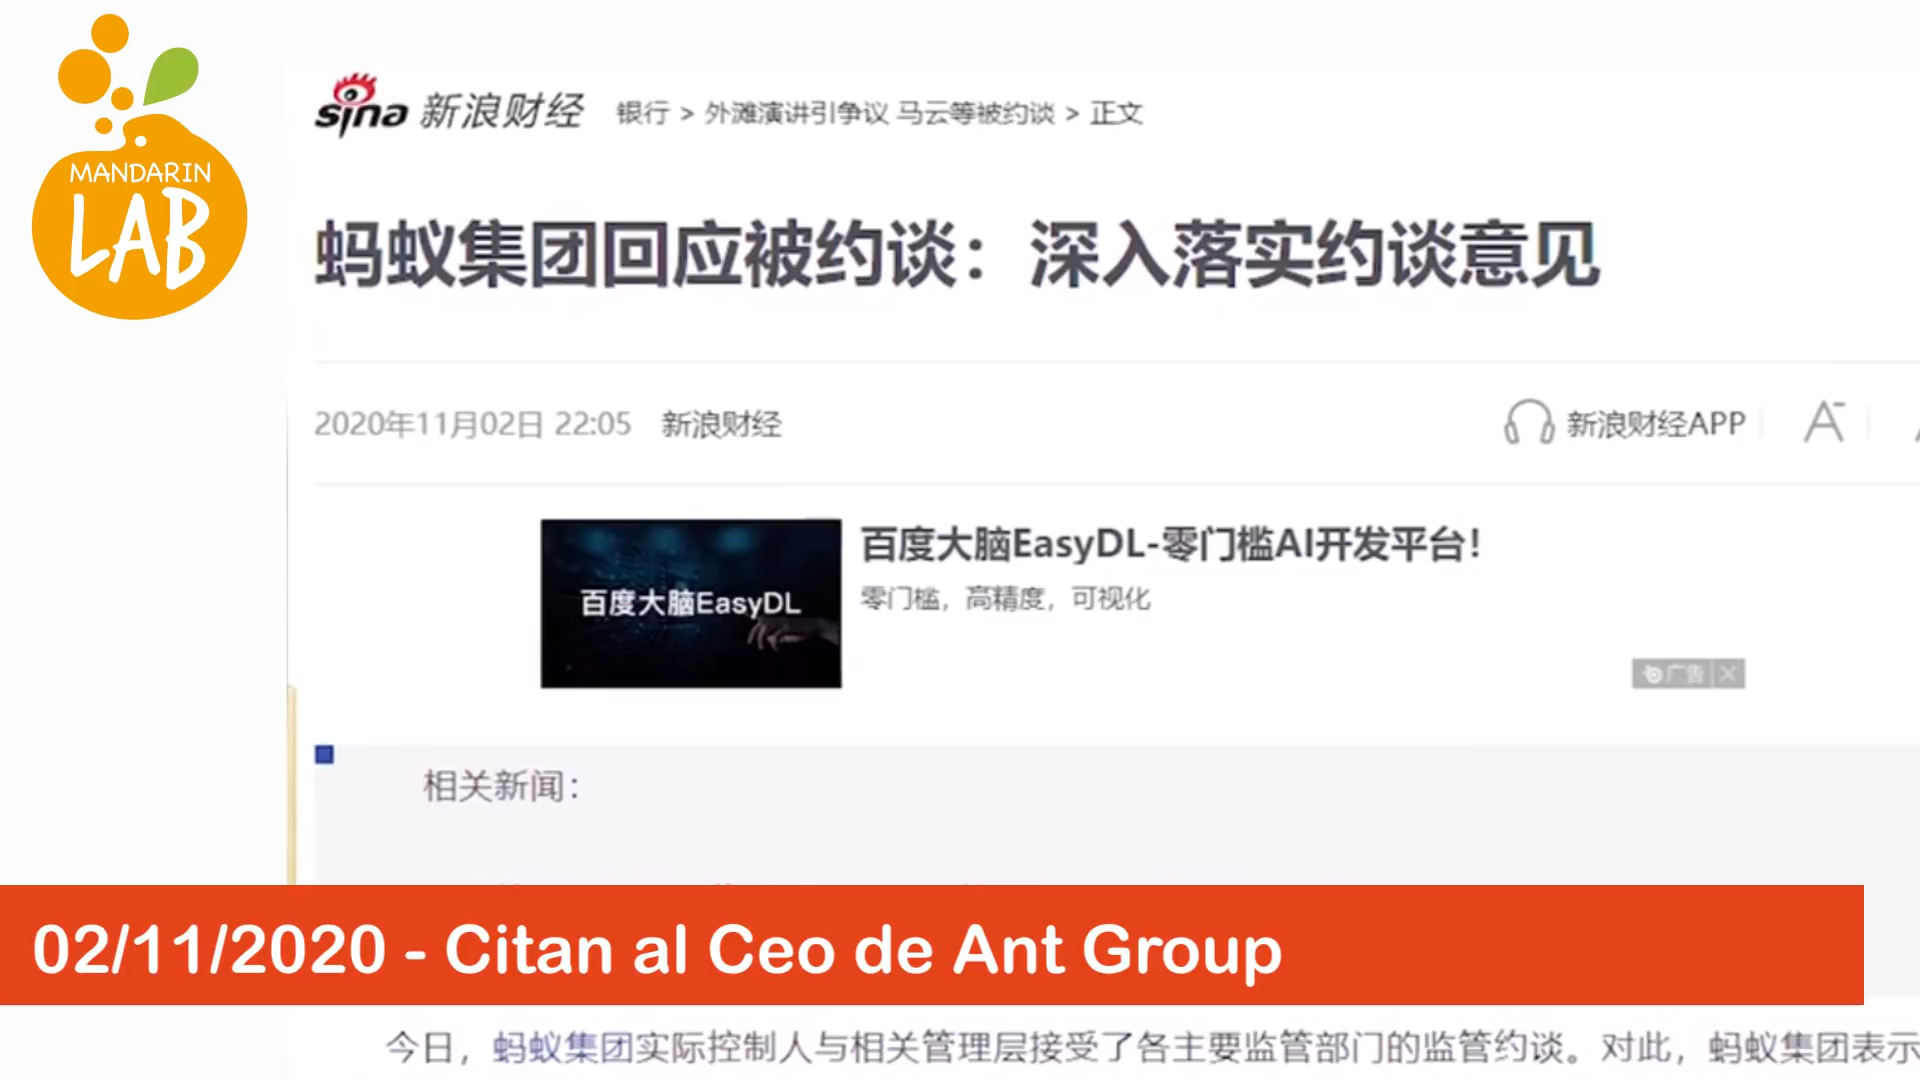 MANDARIN
LAB
sina 新浪财经 银行 > 外滩演讲引争议 马云等被约谈 > 正文
蚂蚁集团回应被约谈：深入落实约谈意见
2020年11月02日 22:05 新浪财经
新浪财经APP A-
百度大脑EasyDL
百度大脑EasyDL-零门槛AI开发平台！
零门槛，高精度，可视化
广告
相关新闻：
02/11/2020 - Citan al Ceo de Ant Group
今日，蚂蚁集团实际控制人与相关管理层接受了各主要监管部门的监管约谈。对此，蚂蚁集团表示